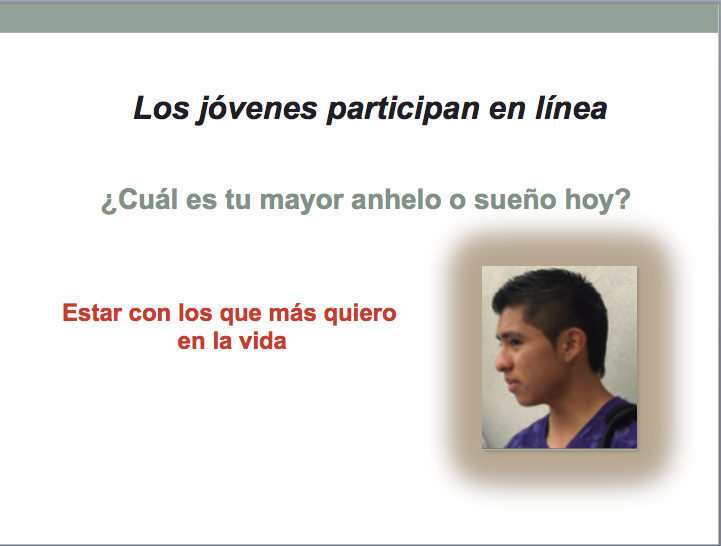 Los jóvenes participan en línea
¿Cuál es tu mayor anhelo o sueño hoy?
Estar con los que más quiero
en la vida